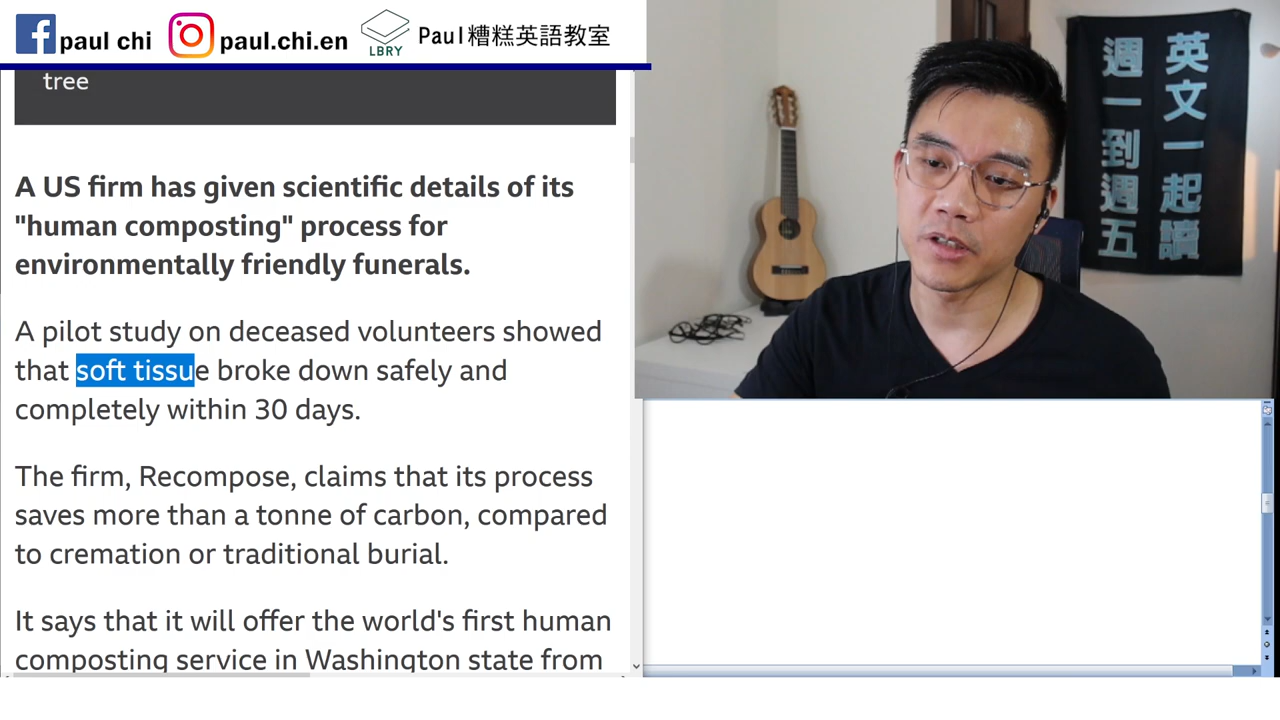 paul chi
paul.chi.en
LBRY
Paul糟糕英語教室
tree
A US firm has given scientific details of its
"human composting" process for
environmentally friendly funerals.
A pilot study on deceased volunteers showed
that soft tissue broke down safely and
completely within 30 days.
The firm, Recompose, claims that its process
saves more than a tonne of carbon, compared
to cremation or traditional burial.
It says that it will offer the world's first human
composting service in Washington state from
英文一起讀
週一到週五